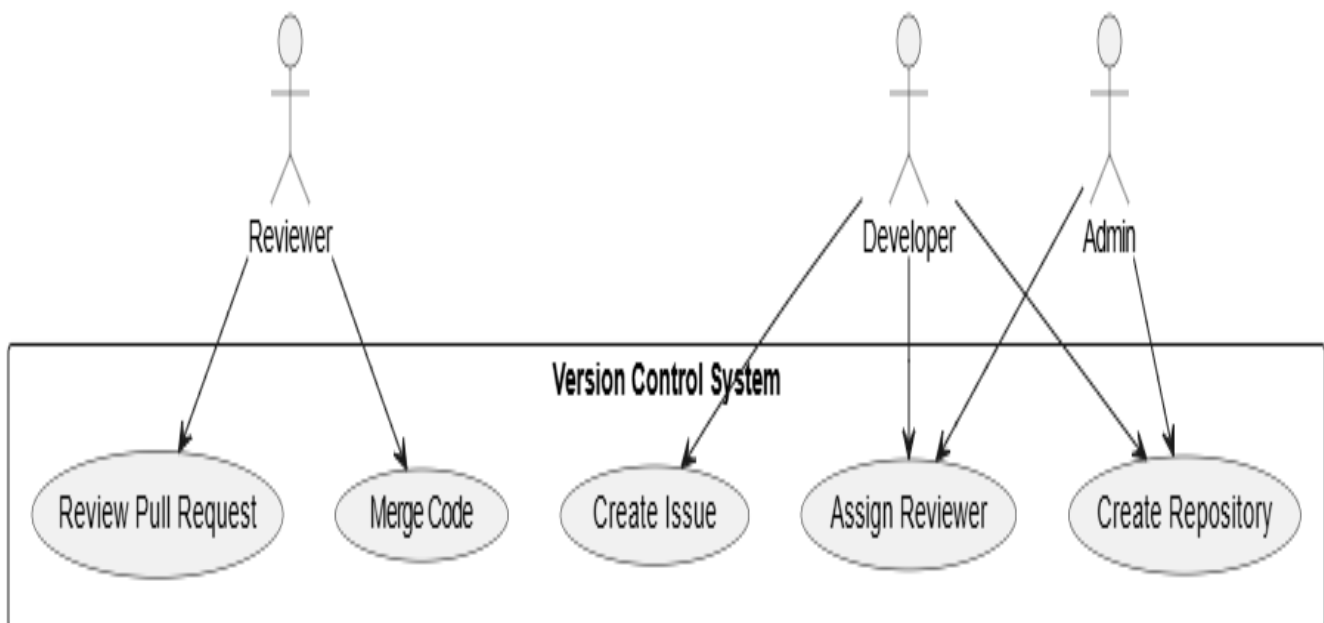 Reviewer
Developer
Admin
Version Control System
Review Pull Request
Merge Code
Create Issue
Assign Reviewer
Create Repository